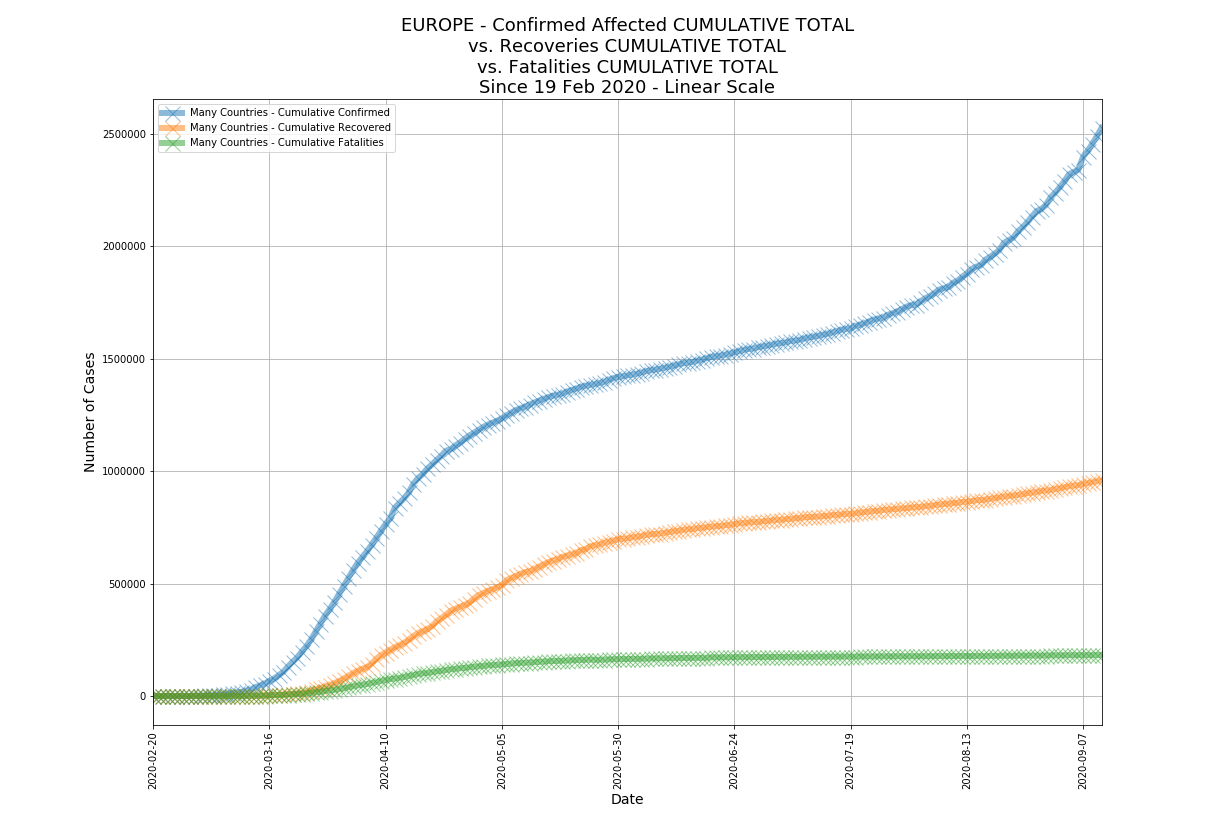 EUROPE - Confirmed Affected CUMULATIVE TOTAL
vs. Recoveries CUMULATIVE TOTAL
vs. Fatalities CUMULATIVE TOTAL
Since 19 Feb 2020 - Linear Scale
Many Countries - Cumulative Confirmed
Many Countries - Cumulative Recovered
Many Countries - Cumulative Fatalities
Number of Cases
2500000
2000000
1500000
1000000
500000
0
2020-02-20
2020-03-16
2020-04-10
2020-05-05
2020-05-30
2020-06-24
2020-07-19
2020-08-13
2020-09-07
Date